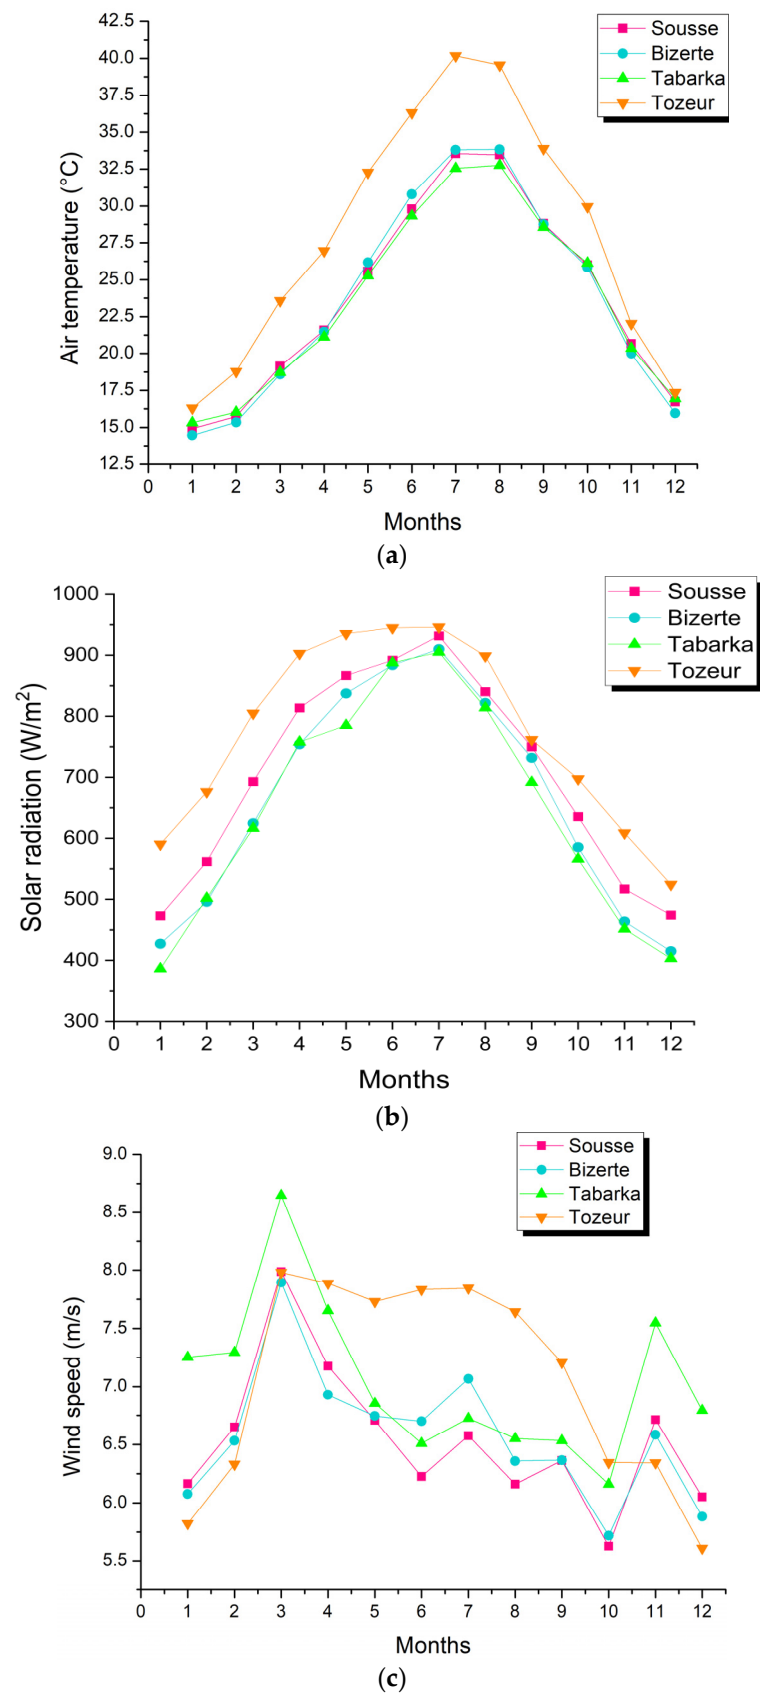 42.5
40.0
37.5
35.0
32.5
30.0
27.5
25.0
22.5
20.0
17.5
15.0
12.5
Air temperature (°C)
Sousse
Bizerte
Tabarka
Tozeur
0 1 2 3 4 5 6 7 8 9 10 11 12
Months
(a)
1000
900
800
700
600
500
400
300
Solar radiation (W/m²)
Sousse
Bizerte
Tabarka
Tozeur
0 1 2 3 4 5 6 7 8 9 10 11 12
Months
(b)
9.0
8.5
8.0
7.5
7.0
6.5
6.0
5.5
Wind speed (m/s)
Sousse
Bizerte
Tabarka
Tozeur
0 1 2 3 4 5 6 7 8 9 10 11 12
Months
(c)